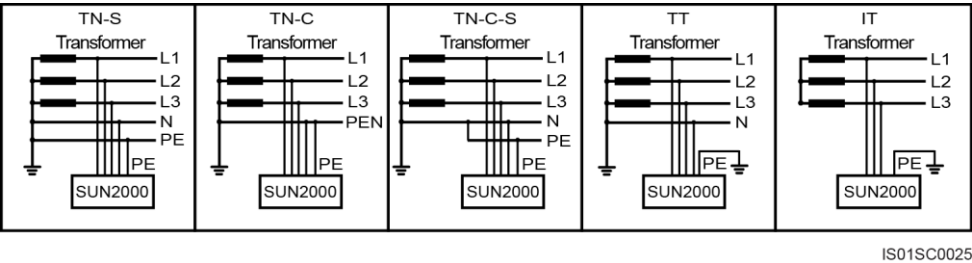 TN-S
Transformer
L1
L2
L3
N
PE
PE
SUN2000
TN-C
Transformer
L1
L2
L3
PEN
PE
SUN2000
TN-C-S
Transformer
L1
L2
L3
N
PE
PE
SUN2000
TT
Transformer
L1
L2
L3
N
PE
SUN2000
IT
Transformer
L1
L2
L3
PE
SUN2000
IS01SC0025